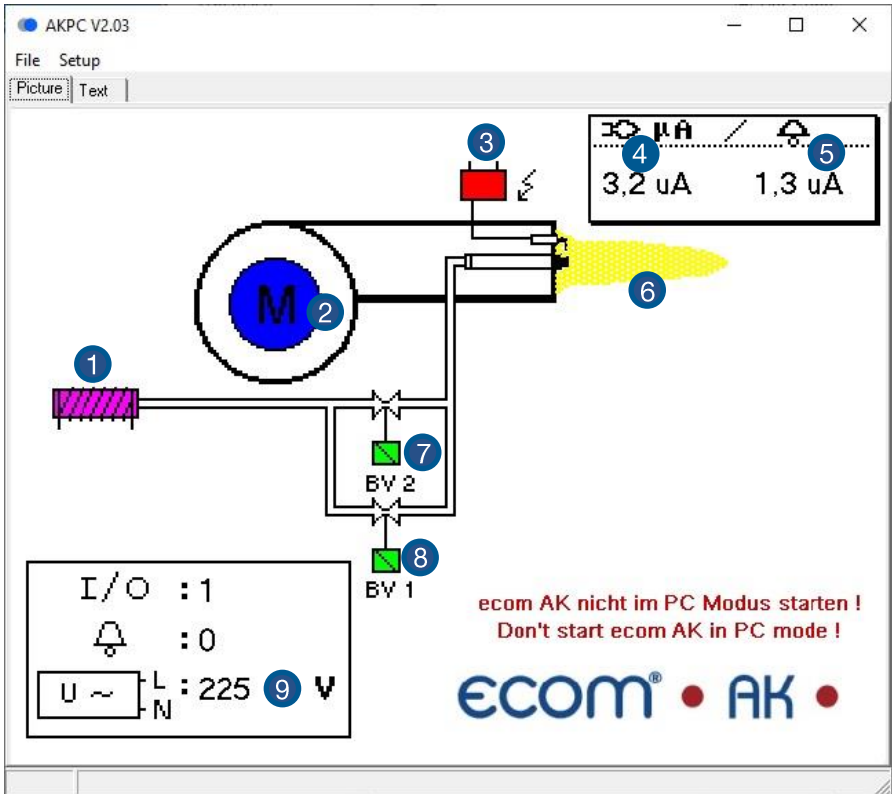 AKPC V2.03
File Setup
Picture Text
3
µA /
4 5
3,2 uA 1,3 uA
6
M 2
1
7
BV 2
8
BV 1
I/O :1
:0
U ~ L N :225 9 V
ecom AK nicht im PC Modus starten !
Don't start ecom AK in PC mode !
ecom® • AK •